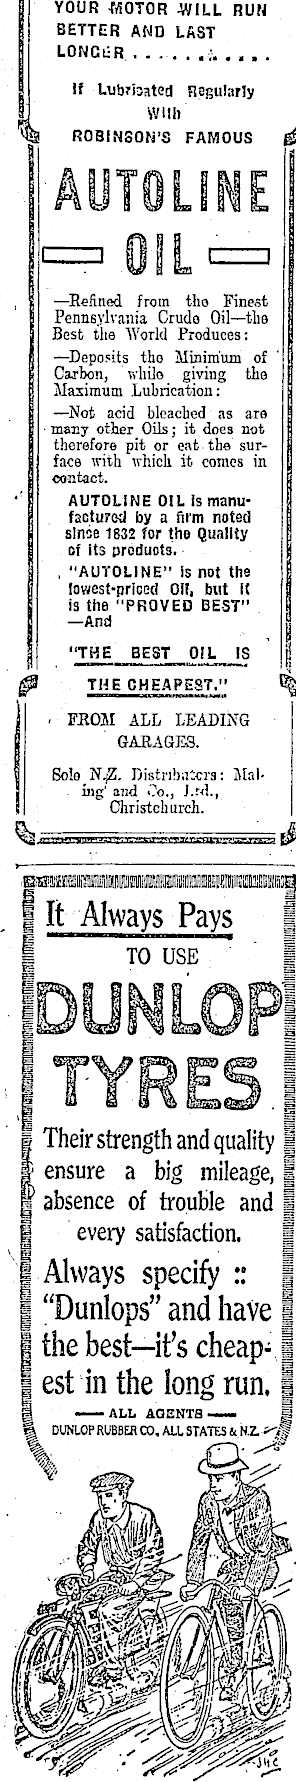 YOUR MOTOR WILL RUN
BETTER AND LAST
LONGER . . . . . . . . . . . .
If Lubricated Regularly
With
ROBINSON'S FAMOUS
AUTOLINE
OIL
—Refined from the Finest
Pennsylvania Crude Oil—the
Best the World Produces:
—Deposits the Minimum of
Carbon, while giving the
Maximum Lubrication:
—Not acid bleached as are
many other Oils; it does not
therefore pit or eat the sur-
face with which it comes in
contact.
AUTOLINE OIL is manu-
factured by a firm noted
since 1832 for the Quality
of its products.
"AUTOLINE" is not the
lowest-priced Oil, but it
is the "PROVED BEST"
—And
"THE BEST OIL IS
THE CHEAPEST."
FROM ALL LEADING
GARAGES.
Sole N.Z. Distributors: Mal-
ing and Co., Ltd.,
Christchurch.
It Always Pays
TO USE
DUNLOP
TYRES
Their strength and quality
ensure a big mileage,
absence of trouble and
every satisfaction.
Always specify ::
"Dunlops" and have
the best—it's cheap-
est in the long run.
— ALL AGENTS —
DUNLOP RUBBER CO. ALL STATES & N.Z.